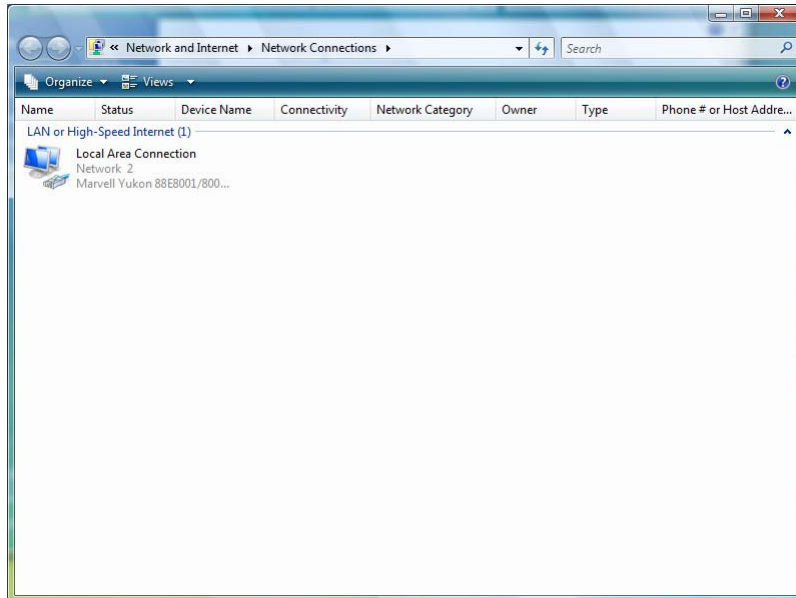 « Network and Internet Network Connections Search
Organize Views
Name Status Device Name Connectivity Network Category Owner Type Phone # or Host Addre...
LAN or High-Speed Internet (1)
Local Area Connection
Network 2
Marvell Yukon 88E8001/800...